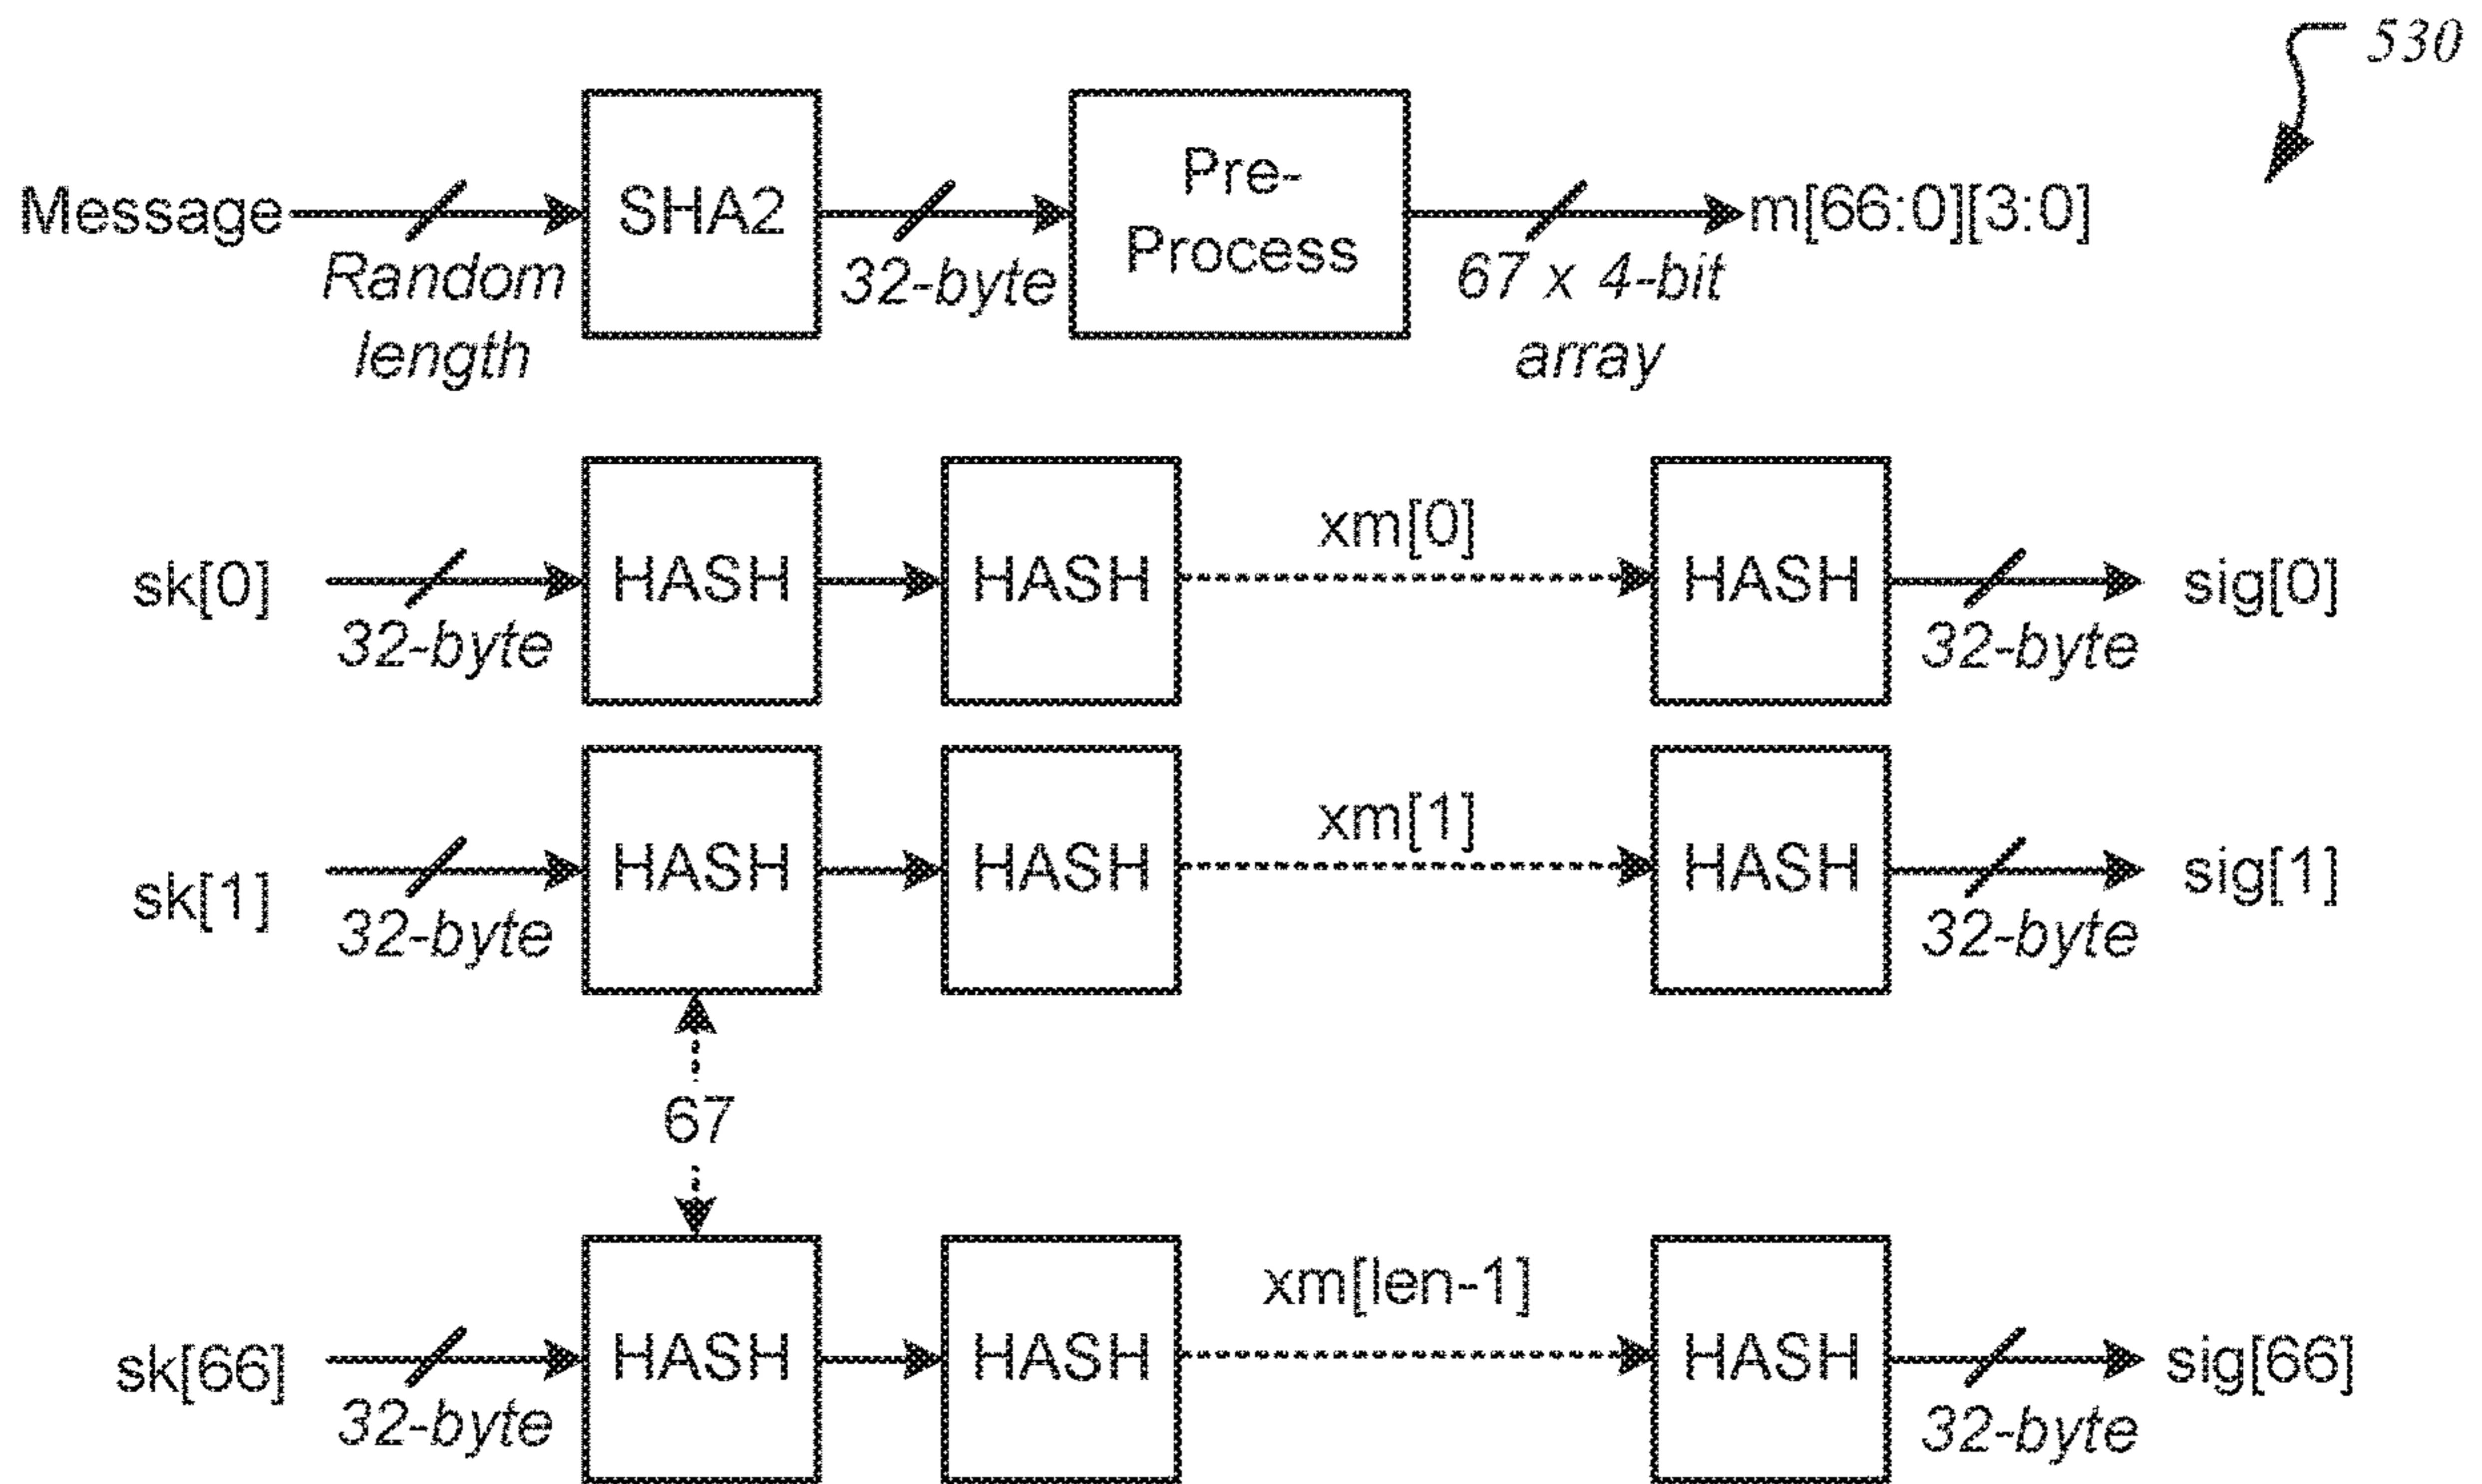 530
Message
Random
length
SHA2
32-byte
Pre-
Process
67 x 4-bit
array
m[66:0][3:0]
sk[0]
32-byte
HASH
HASH
xm[0]
HASH
32-byte
sig[0]
sk[1]
32-byte
HASH
HASH
xm[1]
HASH
32-byte
sig[1]
67
sk[66]
32-byte
HASH
HASH
xm[len-1]
HASH
32-byte
sig[66]